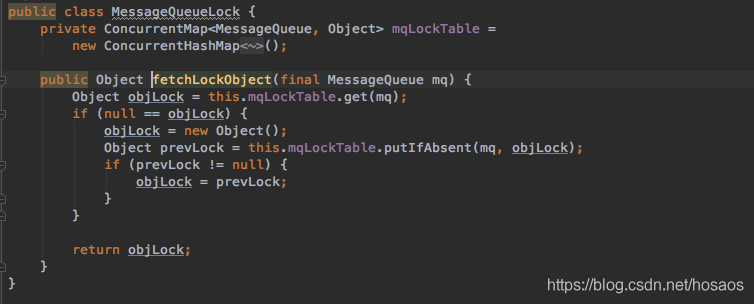 public class MessageQueueLock {
    private ConcurrentMap<MessageQueue, Object> mqLockTable =
        new ConcurrentHashMap<~>();

    public Object fetchLockObject(final MessageQueue mq) {
        Object objLock = this.mqLockTable.get(mq);
        if (null == objLock) {
            objLock = new Object();
            Object prevLock = this.mqLockTable.putIfAbsent(mq, objLock);
            if (prevLock != null) {
                objLock = prevLock;
            }
        }

        return objLock;
    }
}
https://blog.csdn.net/hosaos